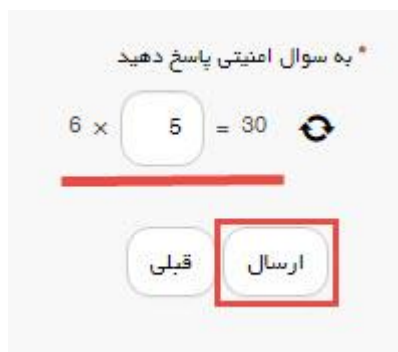 * به سوال امنیتی پاسخ دهید
6 × 5 = 30
ارسال
قبلی